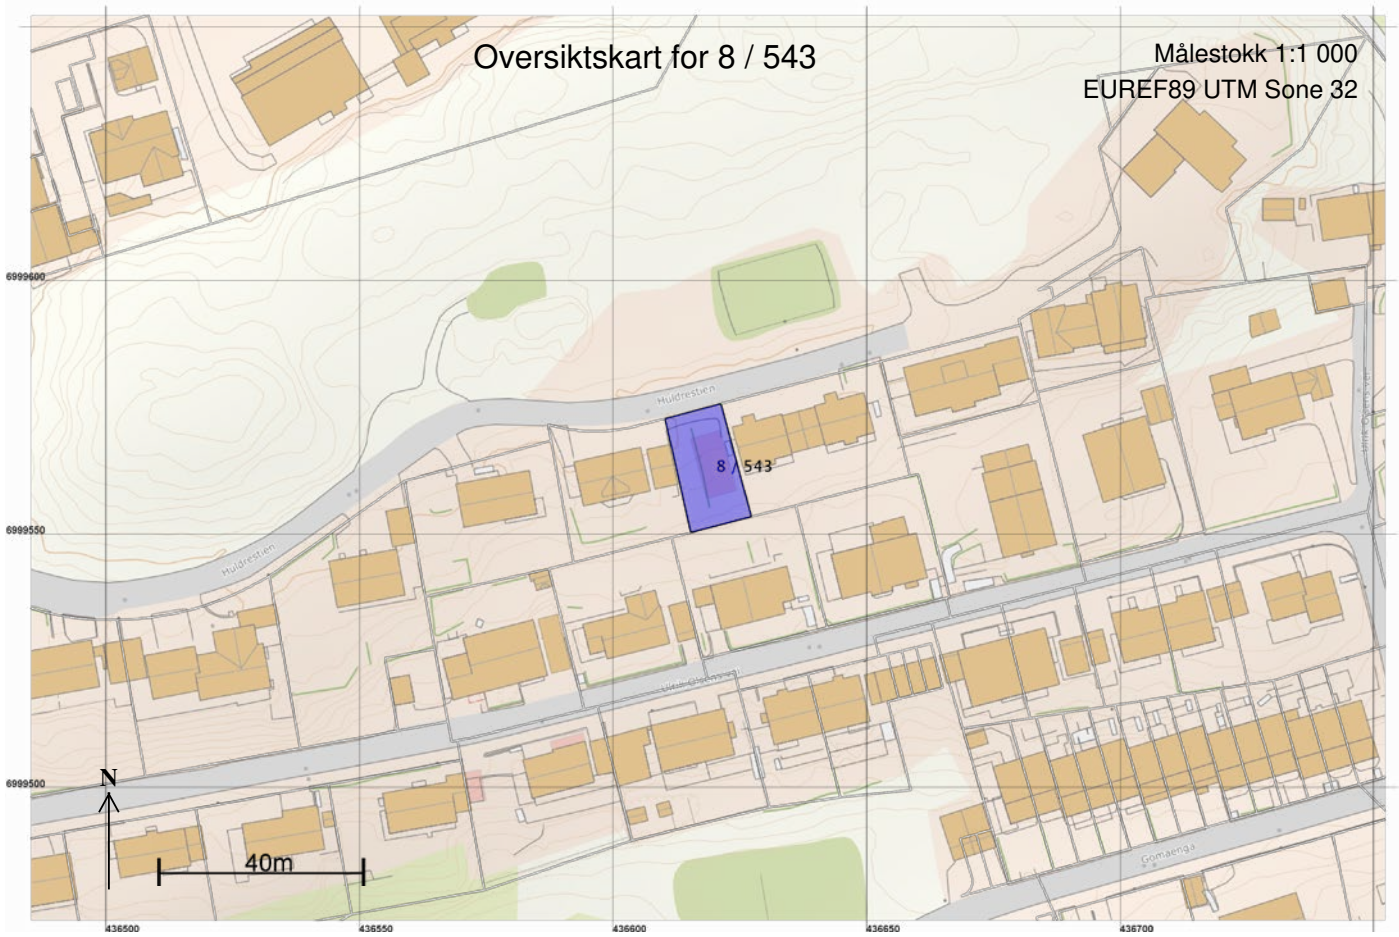 Oversiktskart for 8 / 543
Målestokk 1:1 000
EUREF89 UTM Sone 32
6999600
Huldrestien
8 / 543
6999550
Huldrestien
6999500
N
40m
Gomaenga
436500
436550
436600
436650
436700